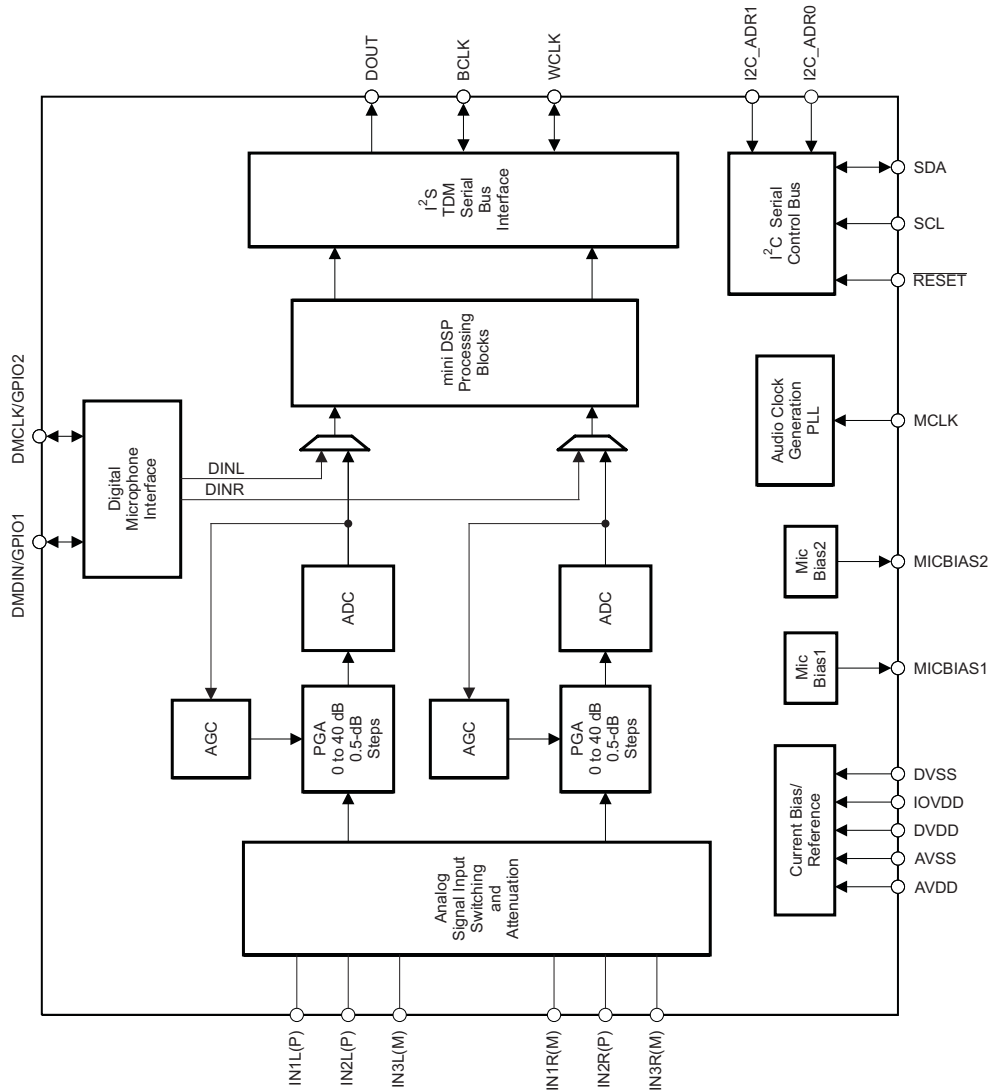 DOUT
BCLK
WCLK
I2C_ADR1
I2C_ADR0
I²S
TDM
Serial
Bus
Interface
I²C Serial
Control Bus
SDA
SCL
RESET
mini DSP
Processing
Blocks
DMCLK/GPIO2
DMDIN/GPIO1
Digital
Microphone
Interface
DINL
DINR
Audio Clock
Generation
PLL
MCLK
ADC
ADC
Mic
Bias2
MICBIAS2
Mic
Bias1
MICBIAS1
AGC
PGA
0 to 40 dB
0.5-dB
Steps
AGC
PGA
0 to 40 dB
0.5-dB
Steps
Current Bias/
Reference
DVSS
IOVDD
DVDD
AVSS
AVDD
Analog
Signal Input
Switching
and
Attenuation
IN1L(P)
IN2L(P)
IN3L(M)
IN1R(M)
IN2R(P)
IN3R(M)